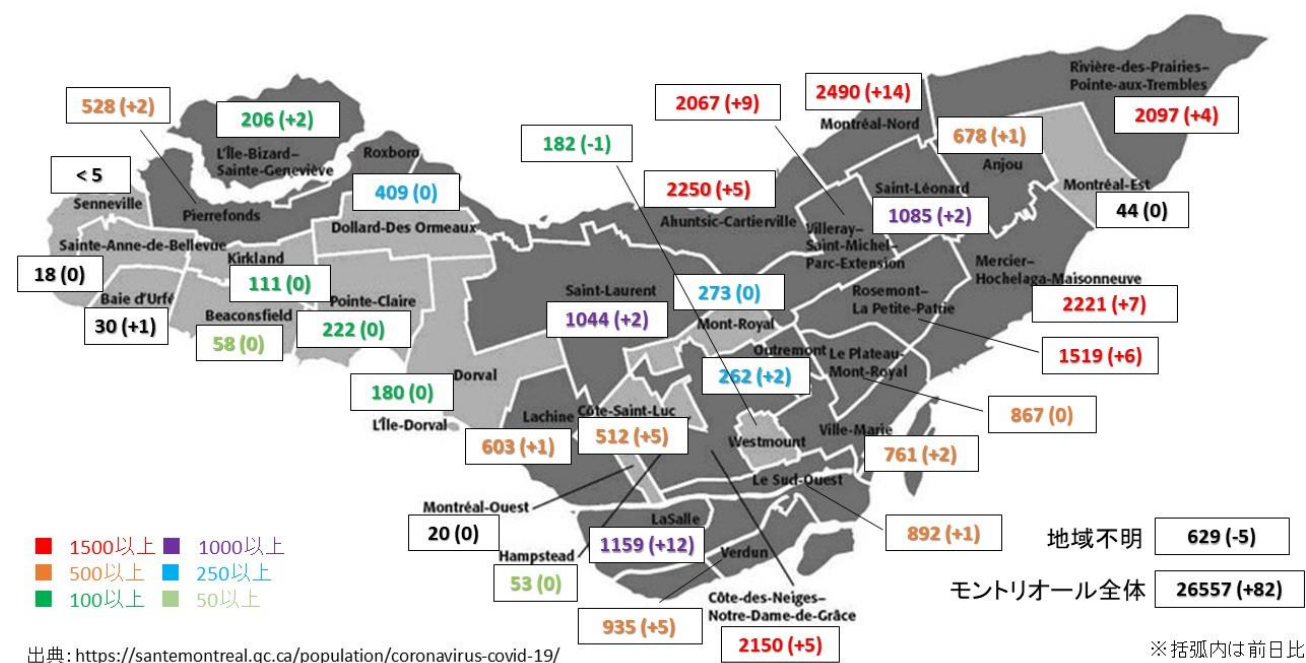 Rivière-des-Prairies–
Pointe-aux-Trembles
2097 (+4)
2490 (+14)
Montréal-Nord
2067 (+9)
528 (+2)
206 (+2)
L'Île-Bizard–
Sainte-Geneviève
182 (-1)
678 (+1)
Anjou
Roxboro
409 (0)
< 5
Senneville
Pierrefonds
2250 (+5)
Ahuntsic-Cartierville
Saint-Léonard
1085 (+2)
Montréal-Est
44 (0)
Dollard-Des Ormeaux
Villeray–
Saint-Michel–
Parc-Extension
Sainte-Anne-de-Bellevue
18 (0)
Kirkland
111 (0)
Mercier–
Hochelaga-Maisonneuve
2221 (+7)
Baie d'Urfé
30 (+1)
Beaconsfield
58 (0)
Pointe-Claire
222 (0)
Saint-Laurent
1044 (+2)
273 (0)
Mont-Royal
Rosemont–
La Petite-Patrie
1519 (+6)
Outremont
262 (+2)
Le Plateau-
Mont-Royal
867 (0)
Dorval
180 (0)
L'Île-Dorval
Lachine
603 (+1)
Côte-Saint-Luc
512 (+5)
Westmount
Ville-Marie
761 (+2)
Le Sud-Ouest
892 (+1)
Montréal-Ouest
20 (0)
LaSalle
1159 (+12)
Hampstead
53 (0)
Verdun
935 (+5)
Côte-des-Neiges–
Notre-Dame-de-Grâce
2150 (+5)
1500以上 1000以上
500以上 250以上
100以上 50以上
地域不明 629 (-5)
モントリオール全体 26557 (+82)
出典: https://santemontreal.qc.ca/population/coronavirus-covid-19/
※括弧内は前日比